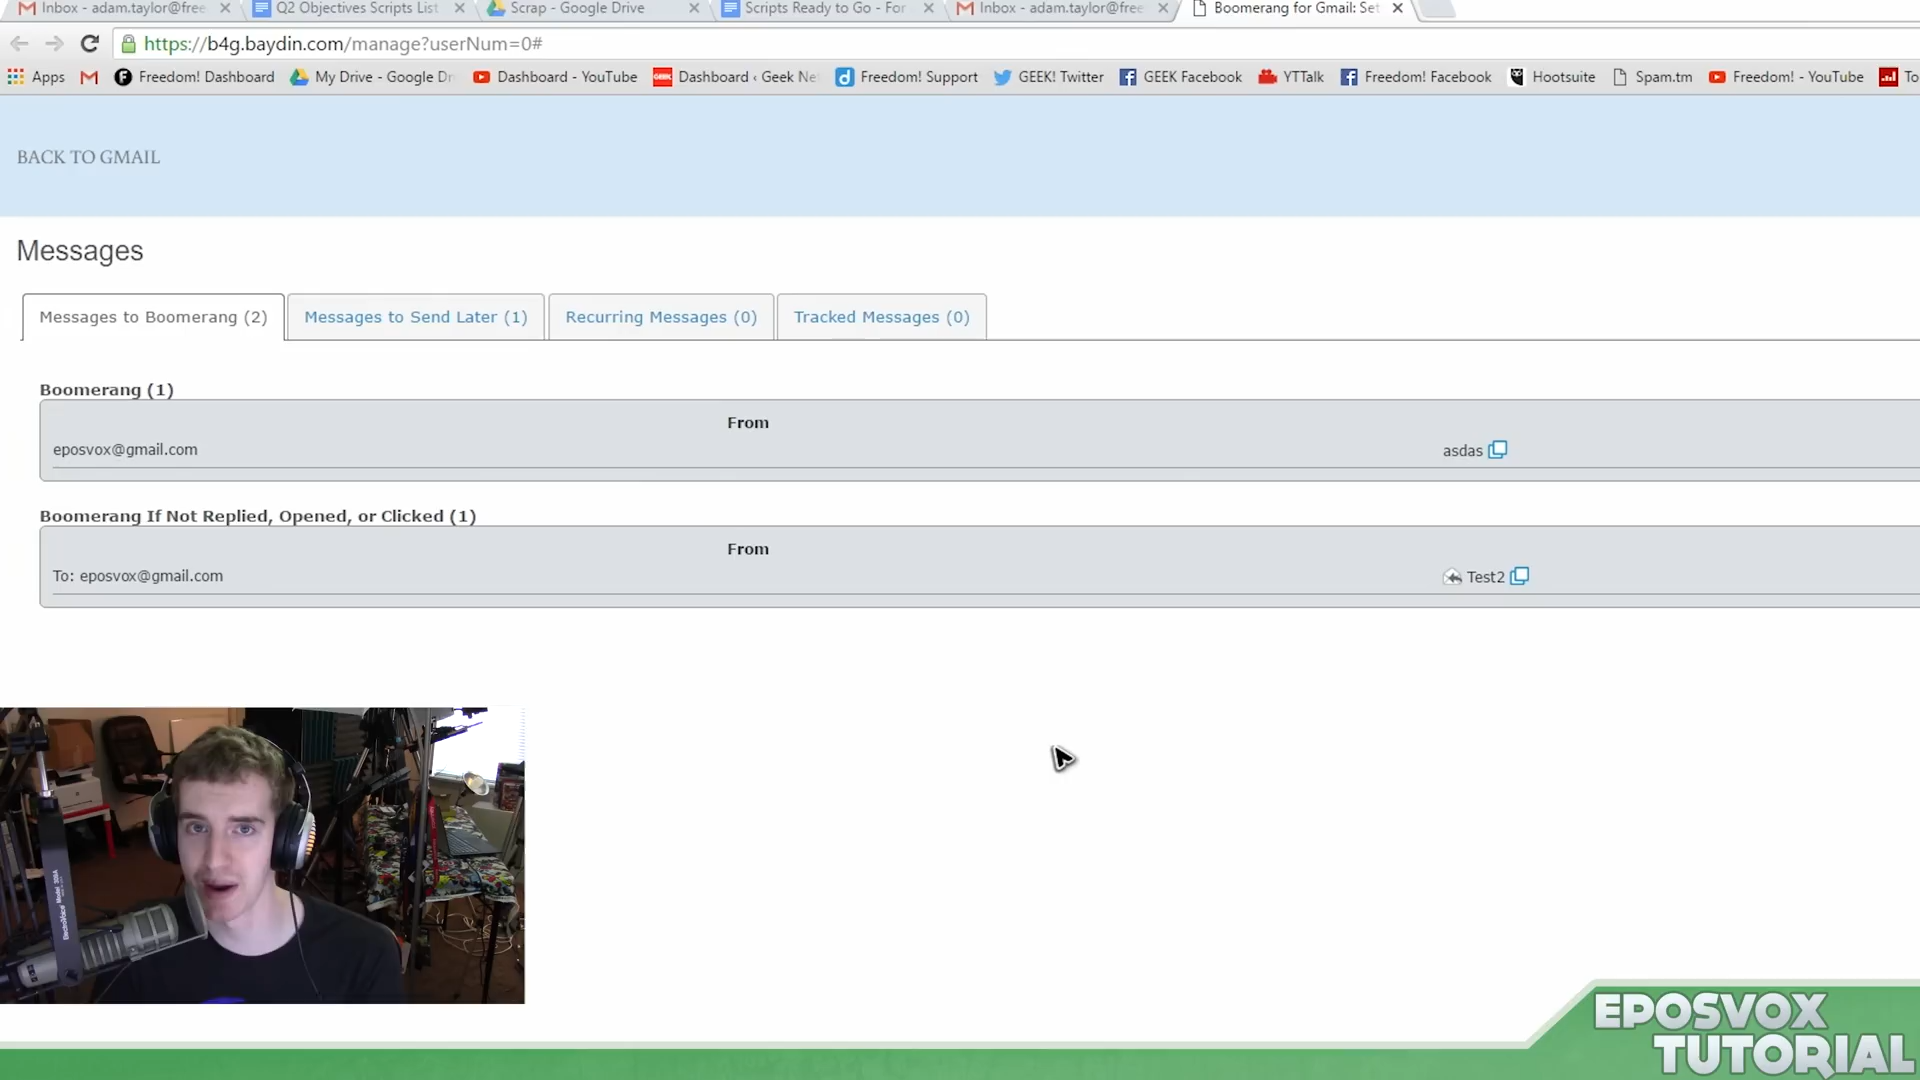 Inbox - adam.taylor@free
Q2 Objectives Scripts List
Scrap - Google Drive
Scripts Ready to Go - For
Inbox - adam.taylor@free
Boomerang for Gmail: Set
https://b4g.baydin.com/manage?userNum=0#
Apps
Freedom! Dashboard
My Drive - Google Dr
Dashboard - YouTube
GEEK
Dashboard ‹ Geek Ne
Freedom! Support
GEEK! Twitter
GEEK Facebook
YTTalk
Freedom! Facebook
Hootsuite
Spam.tm
Freedom! - YouTube
To
BACK TO GMAIL
Messages
Messages to Boomerang (2)
Messages to Send Later (1)
Recurring Messages (0)
Tracked Messages (0)
Boomerang (1)
From
eposvox@gmail.com
asdas
Boomerang If Not Replied, Opened, or Clicked (1)
From
To: eposvox@gmail.com
Test2
EPOSVOX
TUTORIAL